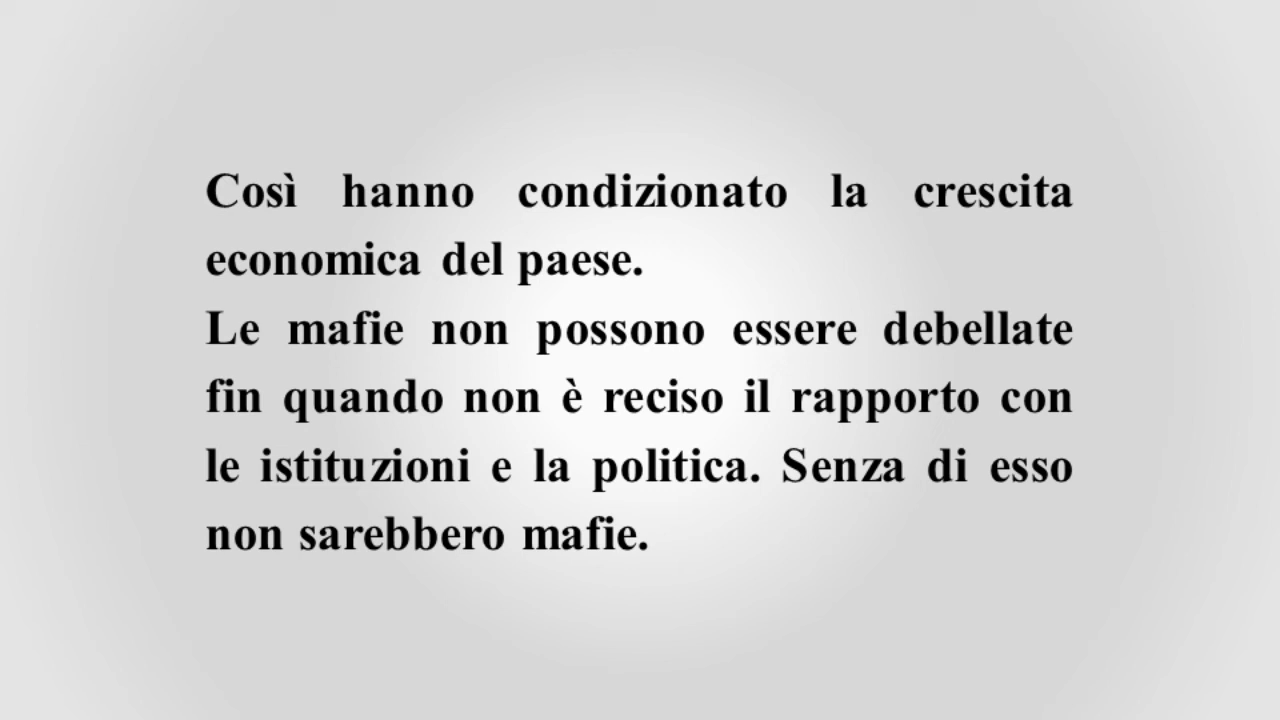 Così hanno condizionato la crescita
economica del paese.
Le mafie non possono essere debellate
fin quando non è reciso il rapporto con
le istituzioni e la politica. Senza di esso
non sarebbero mafie.